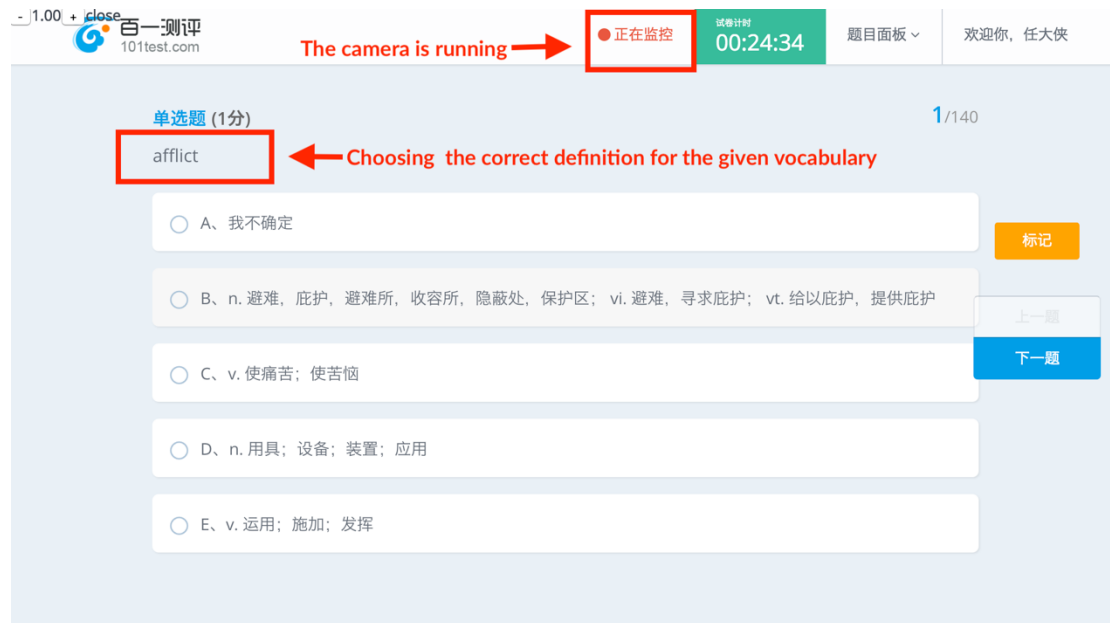 - 1.00 + close
百一测评
101test.com
The camera is running
正在监控
试卷计时
00:24:34
题目面板
欢迎你，任大侠
单选题 (1分)
1/140
afflict
Choosing the correct definition for the given vocabulary
A、我不确定
标记
B、n. 避难，庇护，避难所，收容所，隐蔽处，保护区； vi. 避难，寻求庇护； vt. 给以庇护，提供庇护
上一题
下一题
C、v. 使痛苦；使苦恼
D、n. 用具；设备；装置；应用
E、v. 运用；施加；发挥